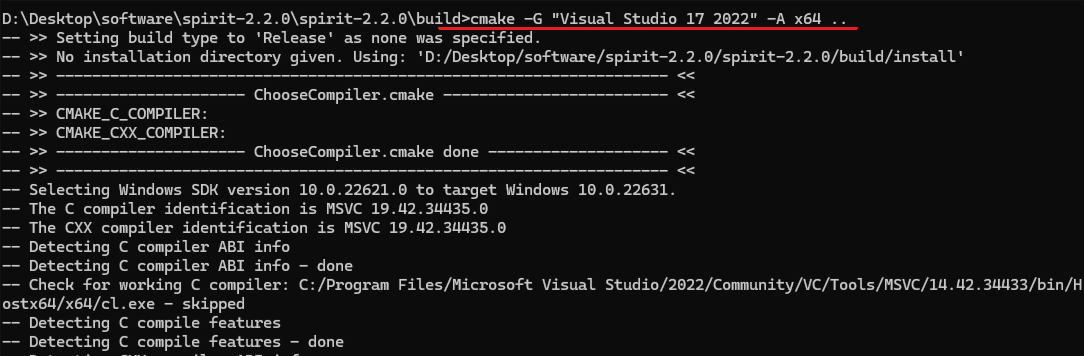 D:\Desktop\software\spirit-2.2.0\spirit-2.2.0\build>cmake -G "Visual Studio 17 2022" -A x64 ..
-- >> Setting build type to 'Release' as none was specified.
-- >> No installation directory given. Using: 'D:/Desktop/software/spirit-2.2.0/spirit-2.2.0/build/install'
-- >> -------------------------------------------------------------------- <<
-- >> --------------------- ChooseCompiler.cmake ------------------------- <<
-- >> CMAKE_C_COMPILER:
-- >> CMAKE_CXX_COMPILER:
-- >> --------------------- ChooseCompiler.cmake done -------------------- <<
-- >> -------------------------------------------------------------------- <<
-- Selecting Windows SDK version 10.0.22621.0 to target Windows 10.0.22631.
-- The C compiler identification is MSVC 19.42.34435.0
-- The CXX compiler identification is MSVC 19.42.34435.0
-- Detecting C compiler ABI info
-- Detecting C compiler ABI info - done
-- Check for working C compiler: C:/Program Files/Microsoft Visual Studio/2022/Community/VC/Tools/MSVC/14.42.34433/bin/H
ostx64/x64/cl.exe - skipped
-- Detecting C compile features
-- Detecting C compile features - done